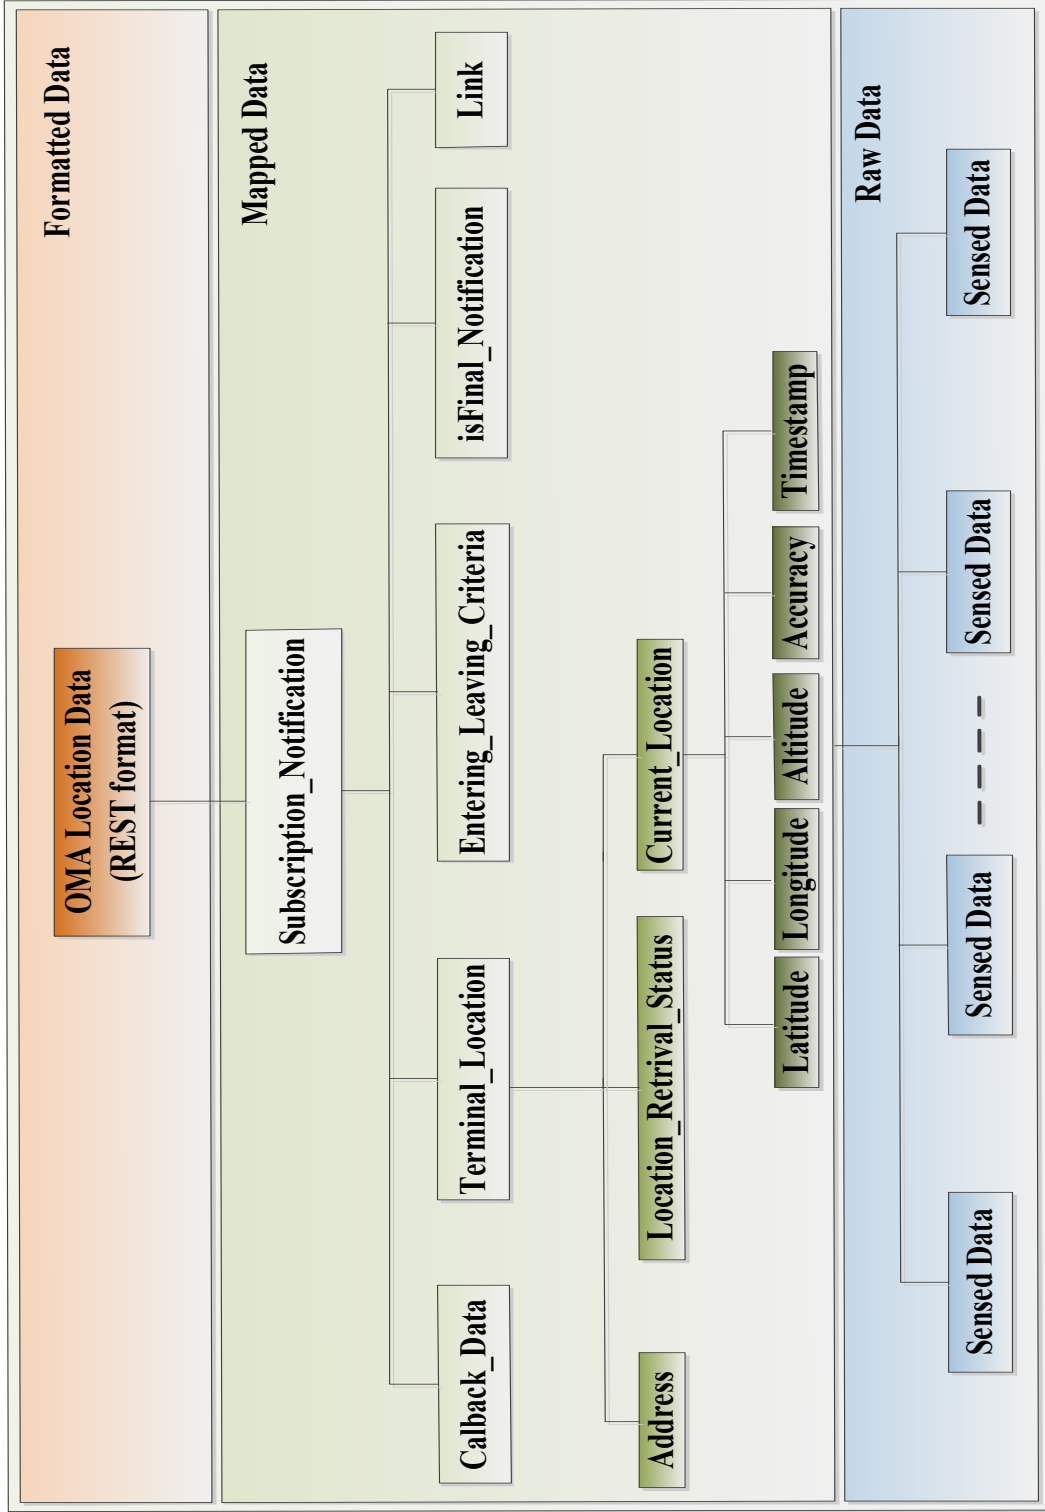 Formatted Data
OMA Location Data
(REST format)
Mapped Data
Subscription_Notification
Calback_Data
Terminal_Location
Entering_Leaving_Criteria
isFinal_Notification
Link
Address
Location_Retrival_Status
Current_Location
Latitude
Longitude
Altitude
Accuracy
Timestamp
Raw Data
Sensed Data
Sensed Data
Sensed Data
Sensed Data